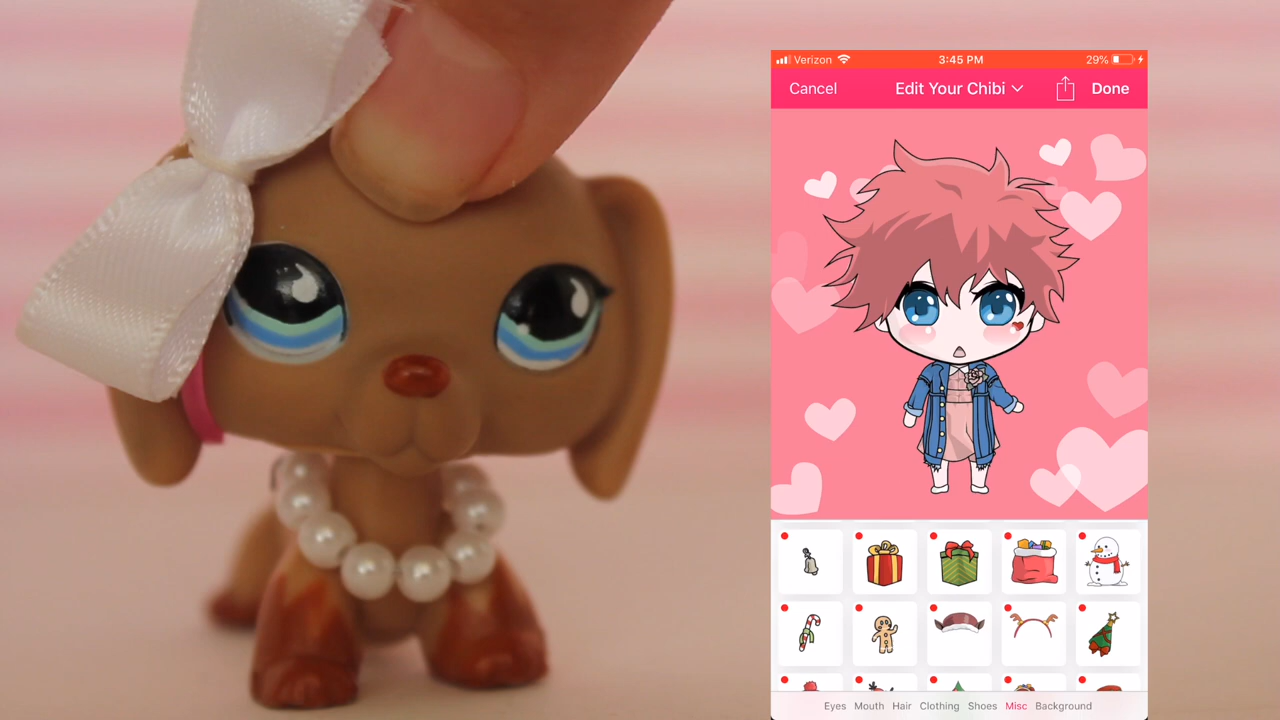 Verizon 3:45 PM 29%
Cancel Edit Your Chibi Done
Eyes Mouth Hair Clothing Shoes Misc Background